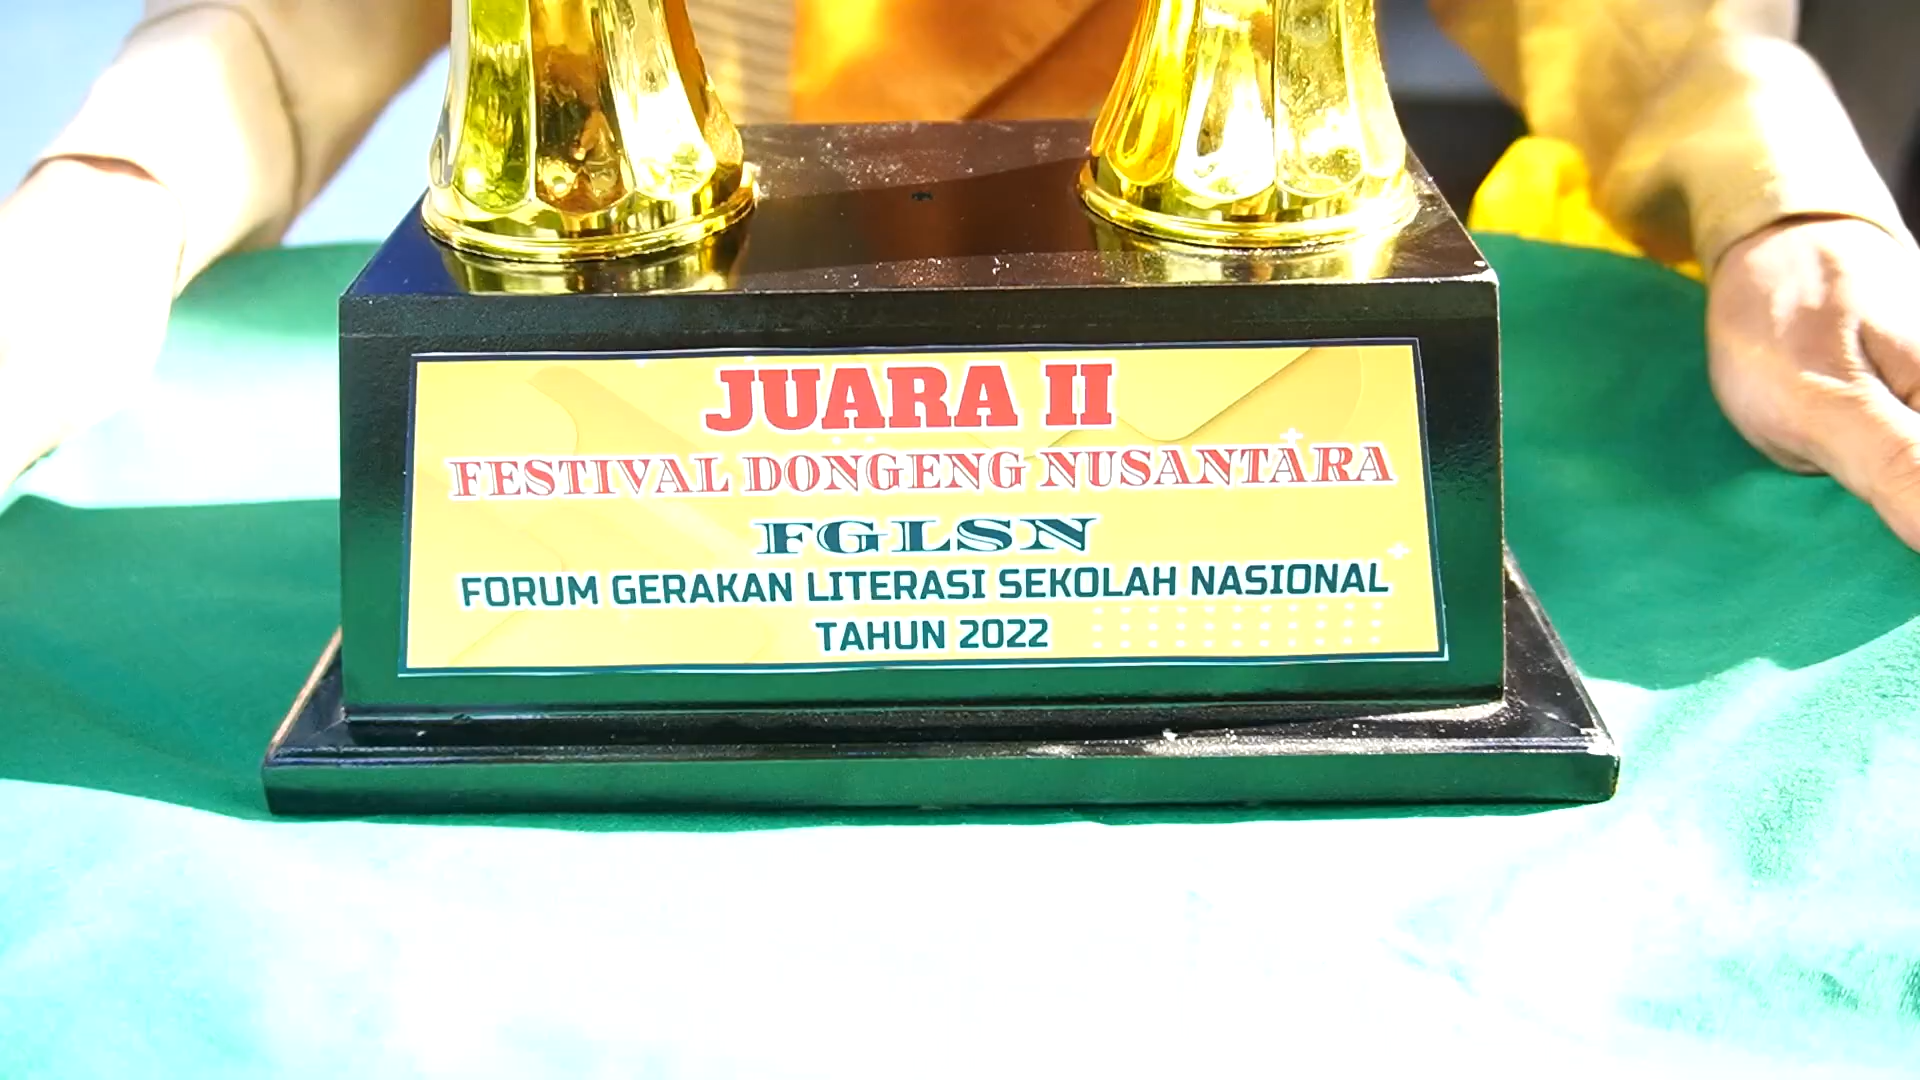 JUARA II
FESTIVAL DONGENG NUSANTARA
FGLSN
FORUM GERAKAN LITERASI SEKOLAH NASIONAL
TAHUN 2022